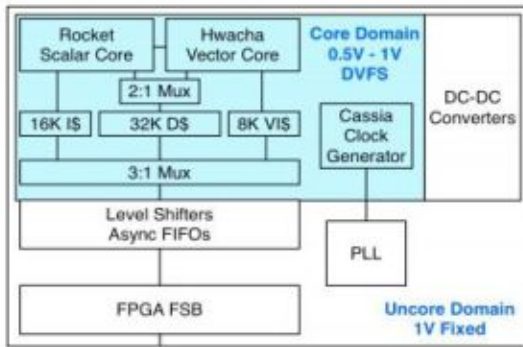 Rocket
Scalar Core
Hwacha
Vector Core
Core Domain
0.5V - 1V
DVFS
DC-DC
Converters
2:1 Mux
16K I$
32K D$
8K VI$
Cassia
Clock
Generator
3:1 Mux
Level Shifters
Async FIFOs
PLL
FPGA FSB
Uncore Domain
1V Fixed